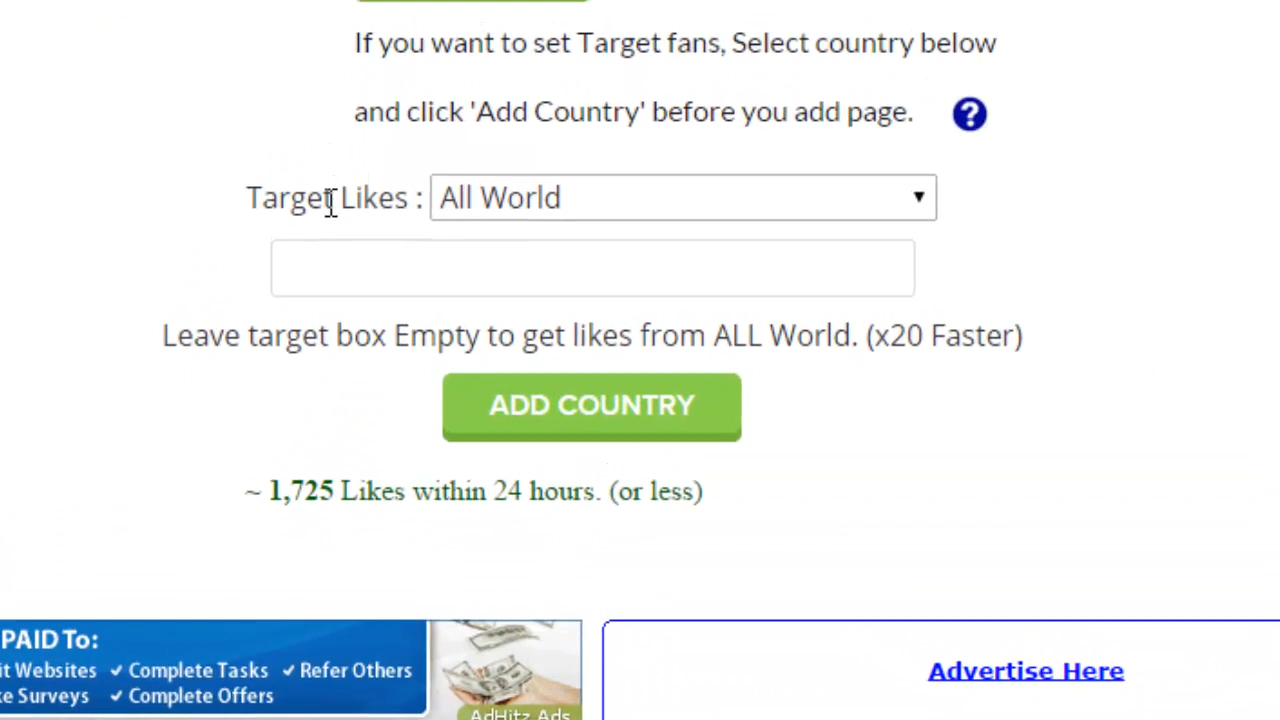 If you want to set Target fans, Select country below
and click 'Add Country' before you add page.
?
Target Likes : All World
Leave target box Empty to get likes from ALL World. (x20 Faster)
ADD COUNTRY
~ 1,725 Likes within 24 hours. (or less)
PAID To:
it Websites ✓ Complete Tasks ✓ Refer Others
ke Surveys ✓ Complete Offers
AdHitz Ads
Advertise Here